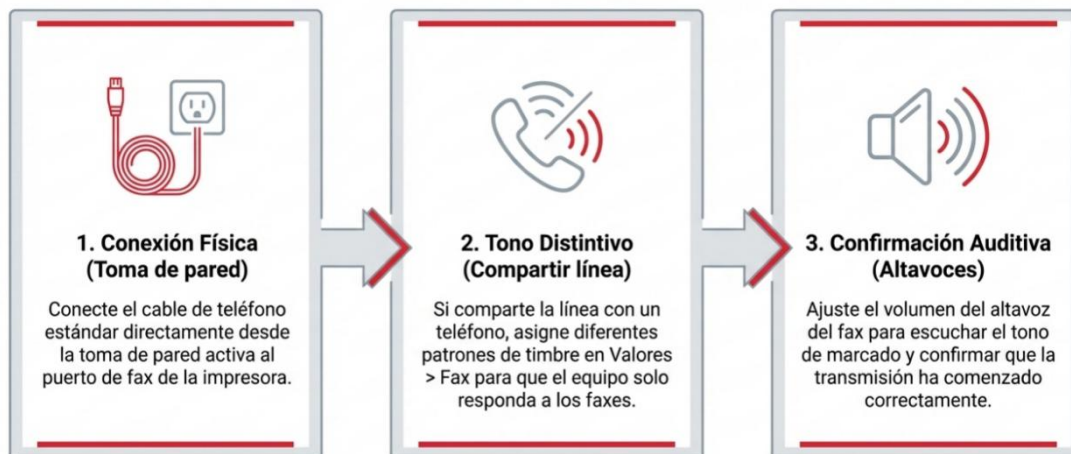 1. Conexión Física
(Toma de pared)
Conecte el cable de teléfono
estándar directamente desde
la toma de pared activa al
puerto de fax de la impresora.
2. Tono Distintivo
(Compartir línea)
Si comparte la línea con un
teléfono, asigne diferentes
patrones de timbre en Valores
> Fax para que el equipo solo
responda a los faxes.
3. Confirmación Auditiva
(Altavoces)
Ajuste el volumen del altavoz
del fax para escuchar el tono
de marcado y confirmar que la
transmisión ha comenzado
correctamente.